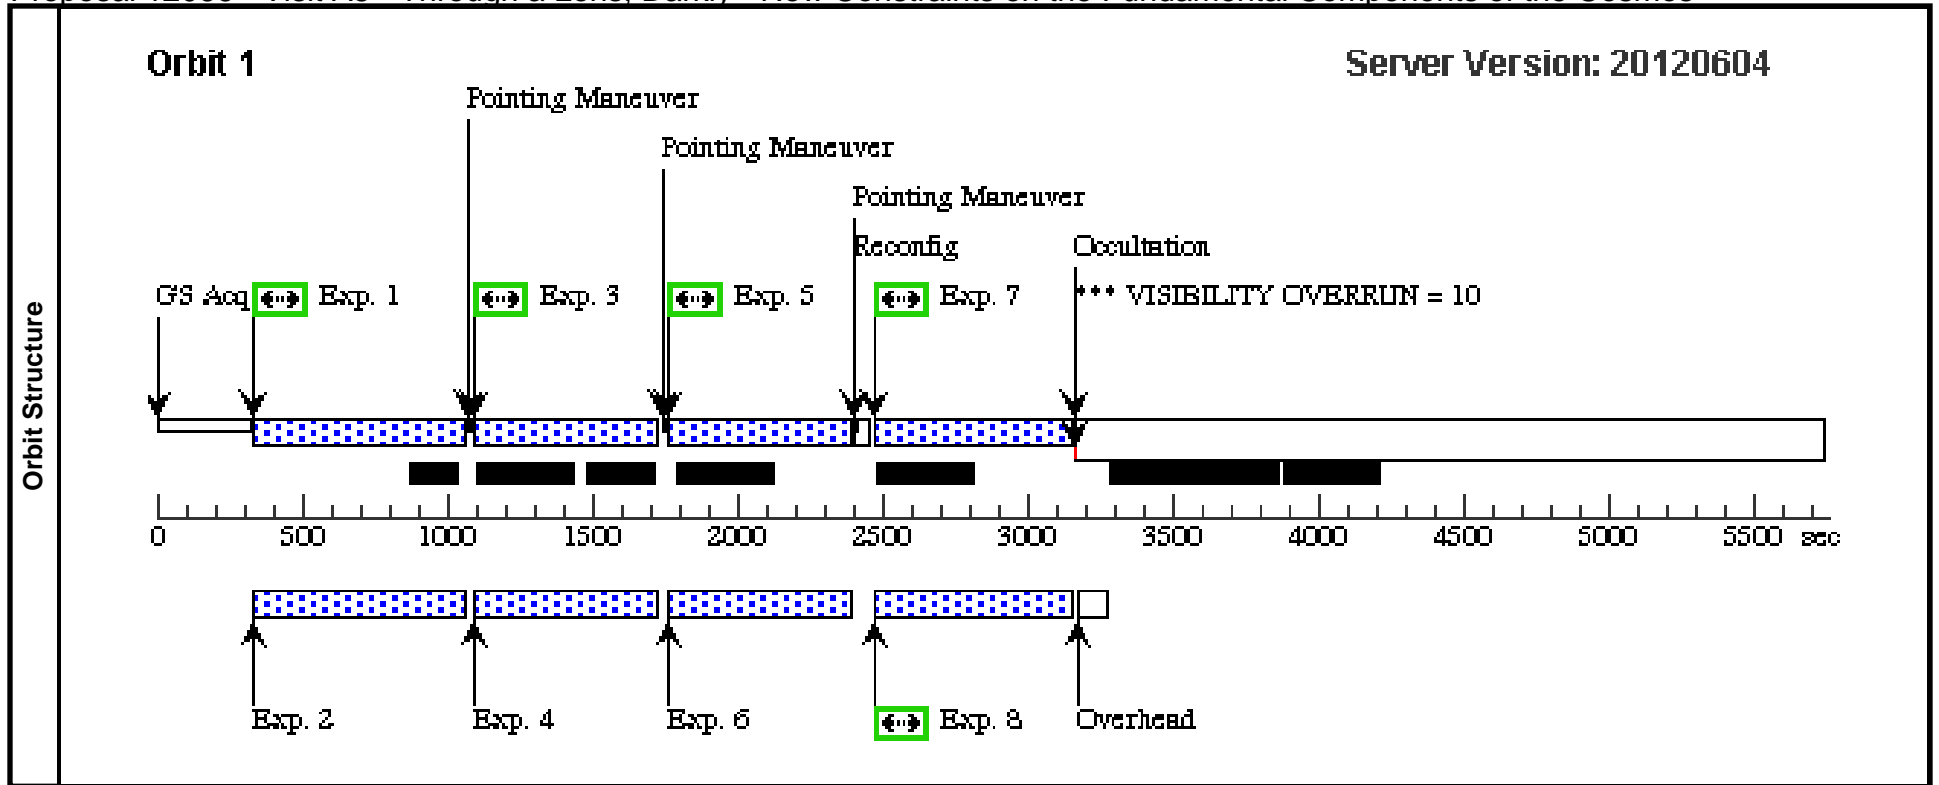 Orbit 1
Server Version: 20120604
Pointing Maneuver
Pointing Maneuver
Pointing Maneuver
Reconfig
Occultation
GS Acq
Exp. 1
Exp. 3
Exp. 5
Exp. 7
*** VISIBILITY OVERRUN = 10
Orbit Structure
0 500 1000 1500 2000 2500 3000 3500 4000 4500 5000 5500 sec
Exp. 2
Exp. 4
Exp. 6
Exp. 8
Overhead